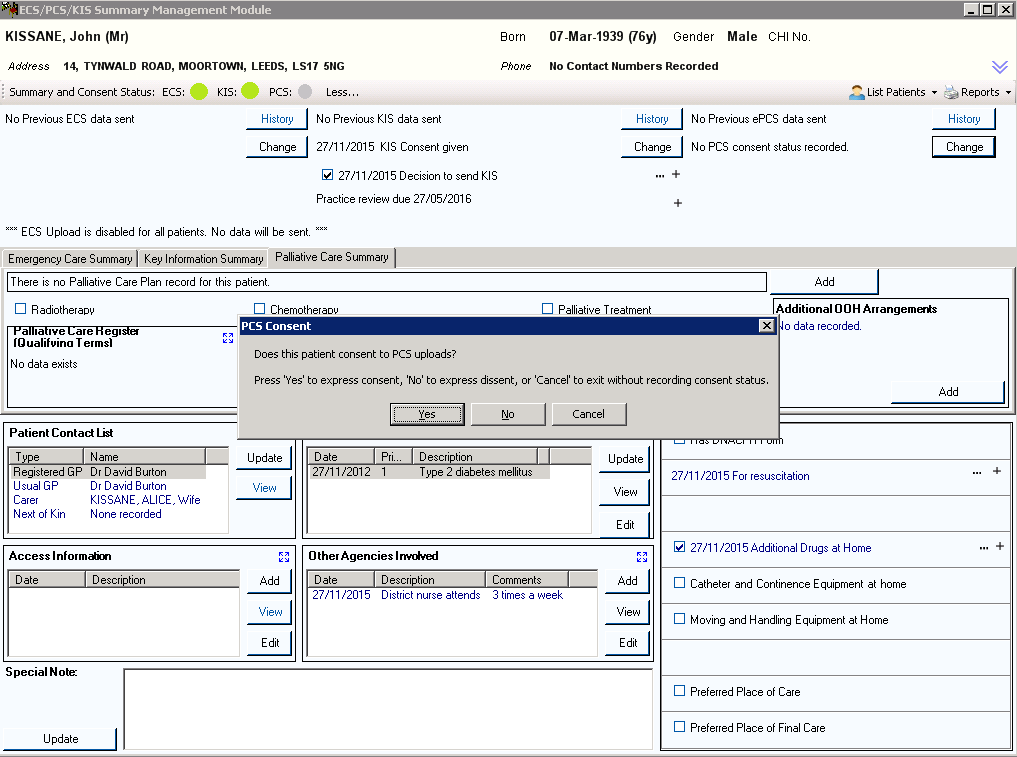 ECS/PCS/KIS Summary Management Module
KISSANE, John (Mr)
Born 07-Mar-1939 (76y) Gender Male CHI No.
Address 14, TYNWALD ROAD, MOORTOWN, LEEDS, LS17 5NG
Phone No Contact Numbers Recorded
Summary and Consent Status: ECS: KIS: PCS: Less...
List Patients Reports
No Previous ECS data sent History No Previous KIS data sent History No Previous ePCS data sent History
Change 27/11/2015 KIS Consent given Change No PCS consent status recorded. Change
27/11/2015 Decision to send KIS ... +
Practice review due 27/05/2016 +
*** ECS Upload is disabled for all patients. No data will be sent. ***
Emergency Care Summary Key Information Summary Palliative Care Summary
There is no Palliative Care Plan record for this patient. Add
Radiotherapy Chemotherapy Palliative Treatment
Additional OOH Arrangements
No data recorded.
Add
Palliative Care Register
(Qualifying Terms)
No data exists
PCS Consent
Does this patient consent to PCS uploads?
Press 'Yes' to express consent, 'No' to express dissent, or 'Cancel' to exit without recording consent status.
Yes No Cancel
Patient Contact List
Type Name
Registered GP Dr David Burton
Usual GP Dr David Burton
Carer KISSANE, ALICE, Wife
Next of Kin None recorded
Update
View
Date Pri... Description
27/11/2012 1 Type 2 diabetes mellitus
Update
View
Edit
Has DNACPR Form
27/11/2015 For resuscitation ... +
27/11/2015 Additional Drugs at Home ... +
Catheter and Continence Equipment at home
Moving and Handling Equipment at Home
Preferred Place of Care
Preferred Place of Final Care
Access Information
Date Description
Add
View
Edit
Other Agencies Involved
Date Description Comments
27/11/2015 District nurse attends 3 times a week
Add
View
Edit
Special Note:
Update